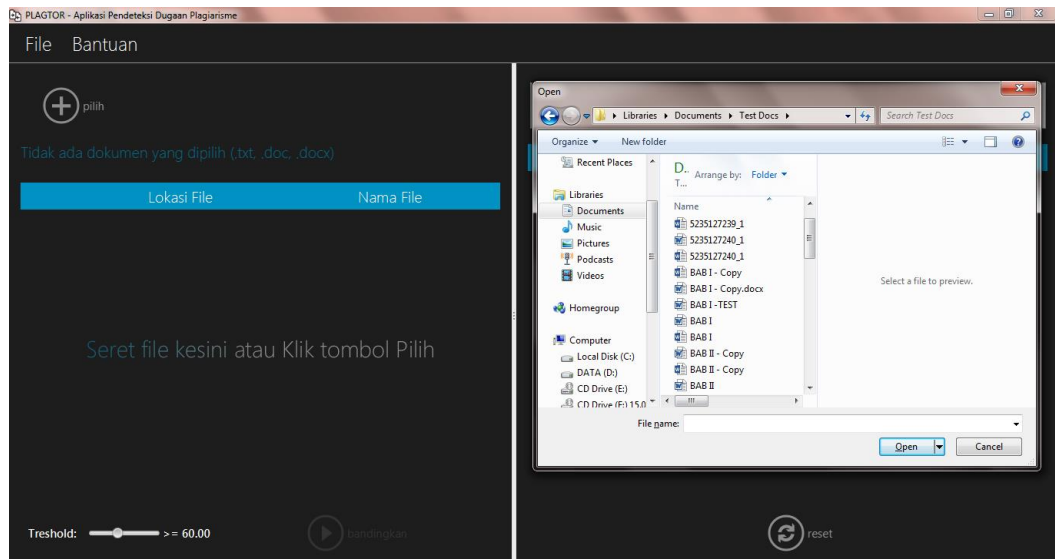 PLAGTOR - Aplikasi Pendeteksi Dugaan Plagiarisme
File Bantuan
pilih
Tidak ada dokumen yang dipilih (.txt, .doc, .docx)
Lokasi File Nama File
Seret file kesini atau Klik tombol Pilih
Treshold: >= 60.00
bandingkan
Open
Libraries Documents Test Docs
Search Test Docs
Organize New folder
Recent Places
Libraries
Documents
Music
Pictures
Podcasts
Videos
Homegroup
Computer
Local Disk (C:)
DATA (D:)
CD Drive (E:)
CD Drive (F:) 15.0
D...
T...
Arrange by: Folder
Name
5235127239_1
5235127240_1
5235127240_1
BAB I - Copy
BAB I - Copy.docx
BAB I -TEST
BAB I
BAB I
BAB II - Copy
BAB II - Copy
BAB II
Select a file to preview.
File name:
Open Cancel
reset